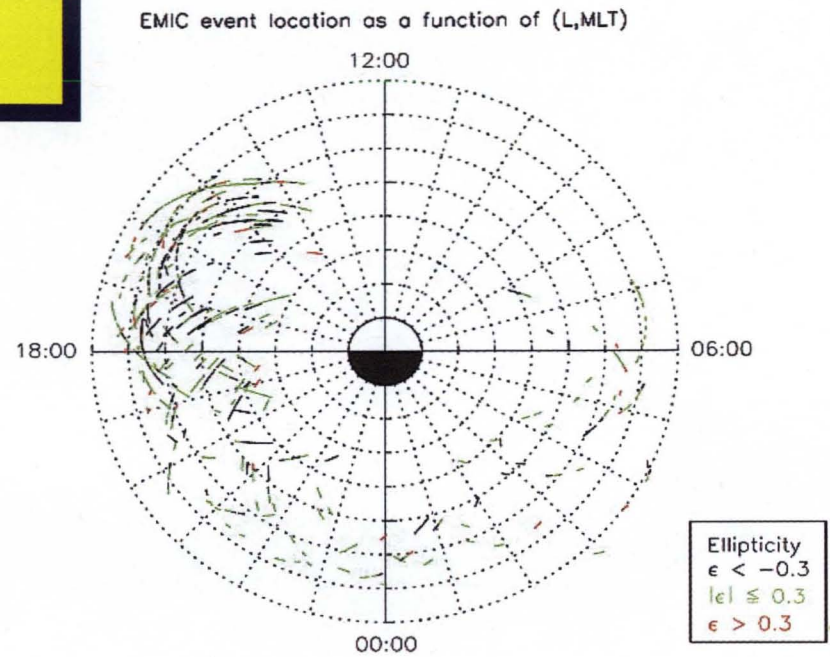 EMIC event location as a function of (L,MLT)
12:00
18:00
06:00
00:00
Ellipticity
ϵ < −0.3
|ϵ| ≦ 0.3
ϵ > 0.3